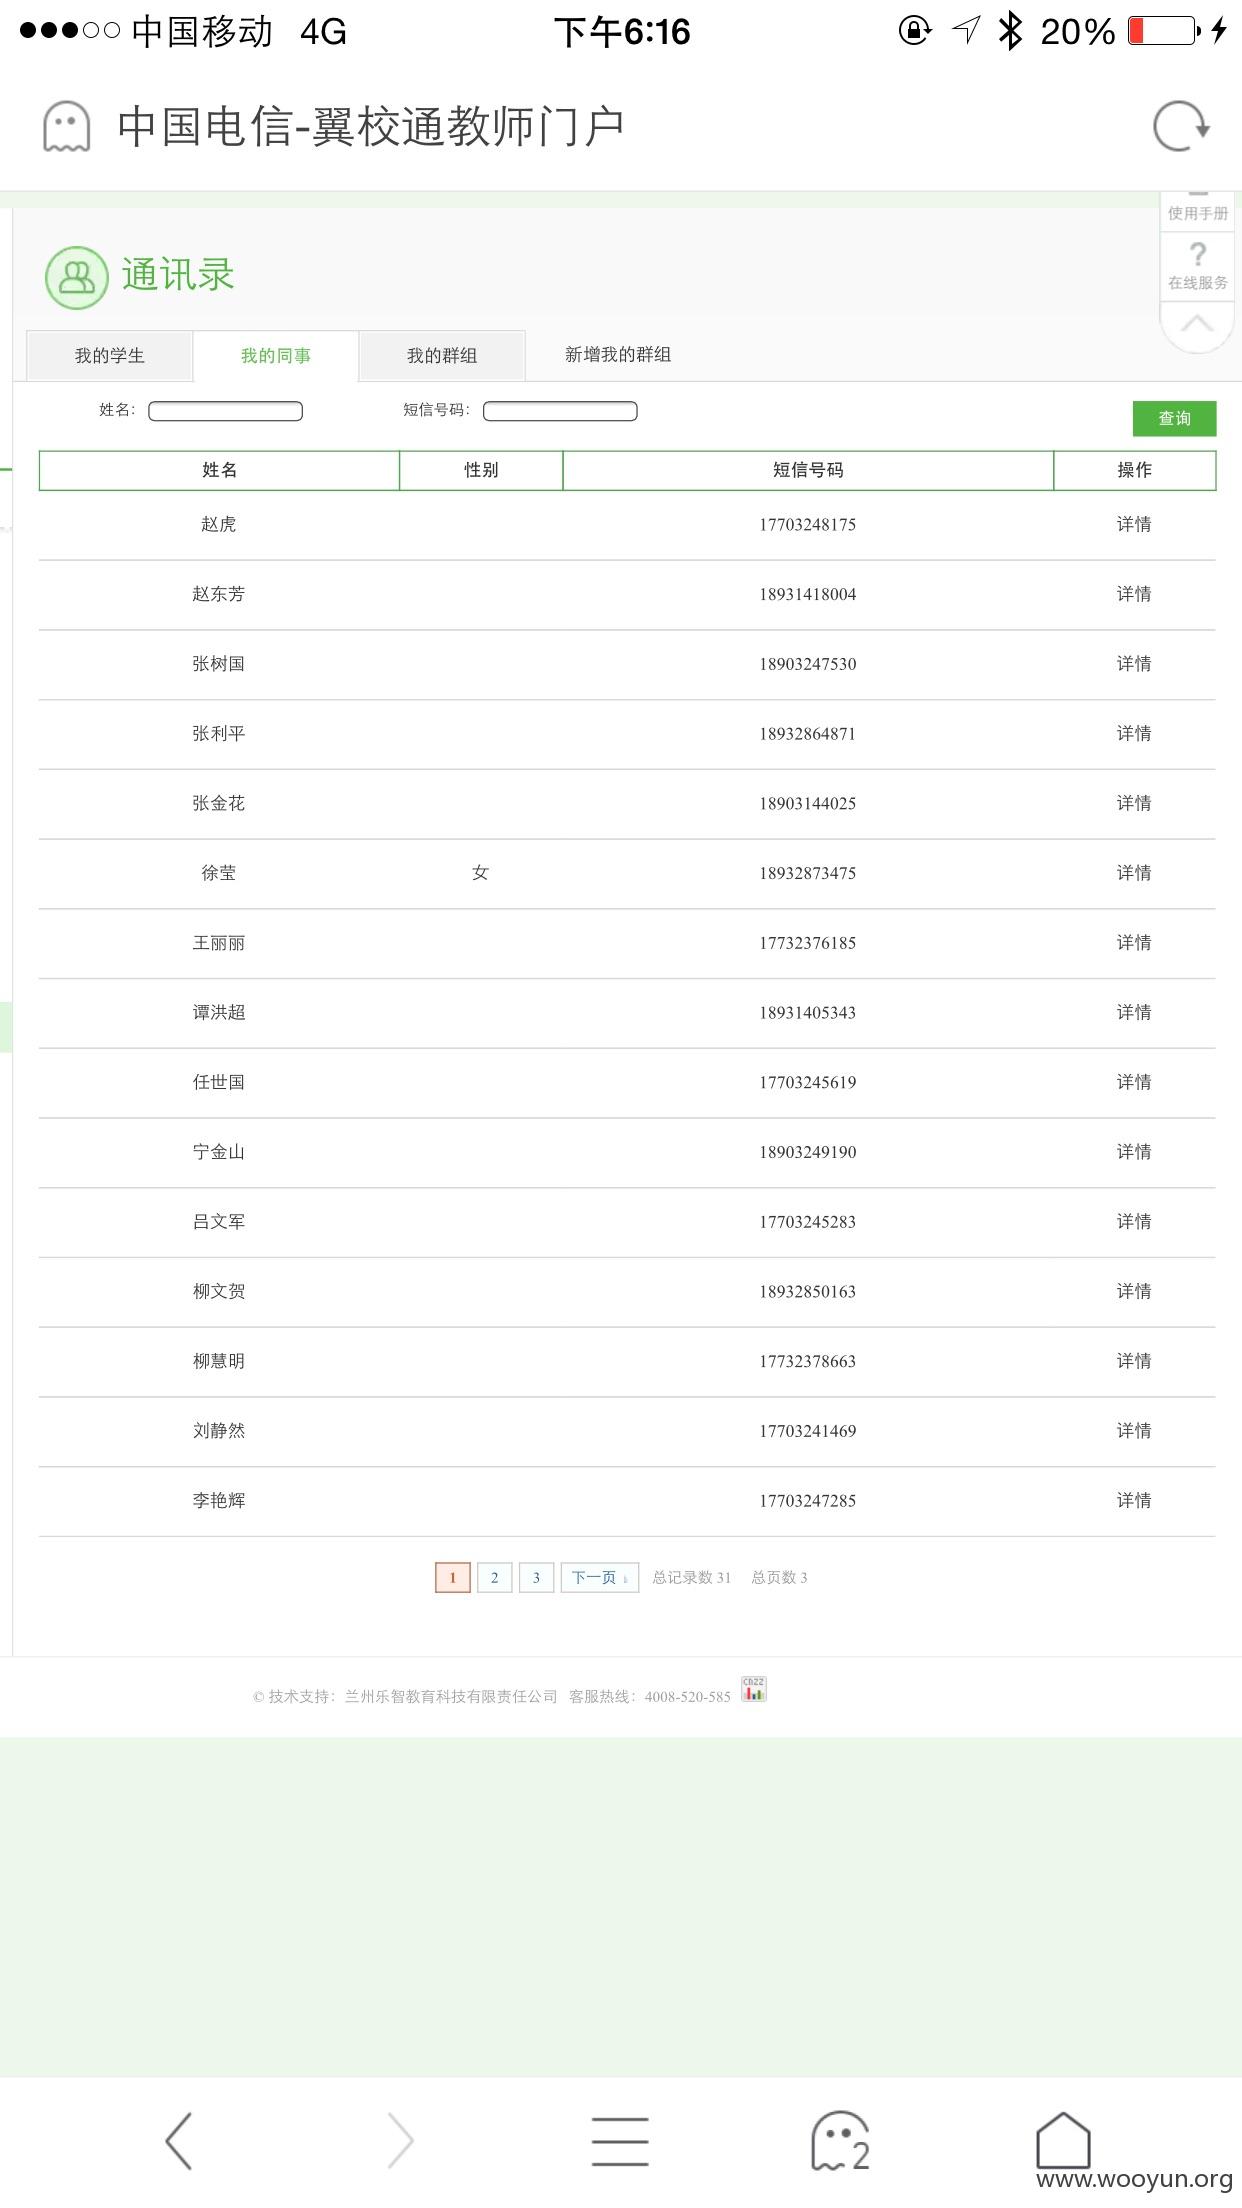 中国移动 4G 下午6:16 20%
中国电信-翼校通教师门户
使用手册
?
在线服务
通讯录
我的学生 我的同事 我的群组 新增我的群组
姓名： 短信号码： 查询
姓名 性别 短信号码 操作
赵虎 17703248175 详情
赵东芳 18931418004 详情
张树国 18903247530 详情
张利平 18932864871 详情
张金花 18903144025 详情
徐莹 女 18932873475 详情
王丽丽 17732376185 详情
谭洪超 18931405343 详情
任世国 17703245619 详情
宁金山 18903249190 详情
吕文军 17703245283 详情
柳文贺 18932850163 详情
柳慧明 17732378663 详情
刘静然 17703241469 详情
李艳辉 17703247285 详情
1 2 3 下一页 总记录数 31 总页数 3
© 技术支持：兰州乐智教育科技有限责任公司 客服热线：4008-520-585 CNZZ
2
www.wooyun.org